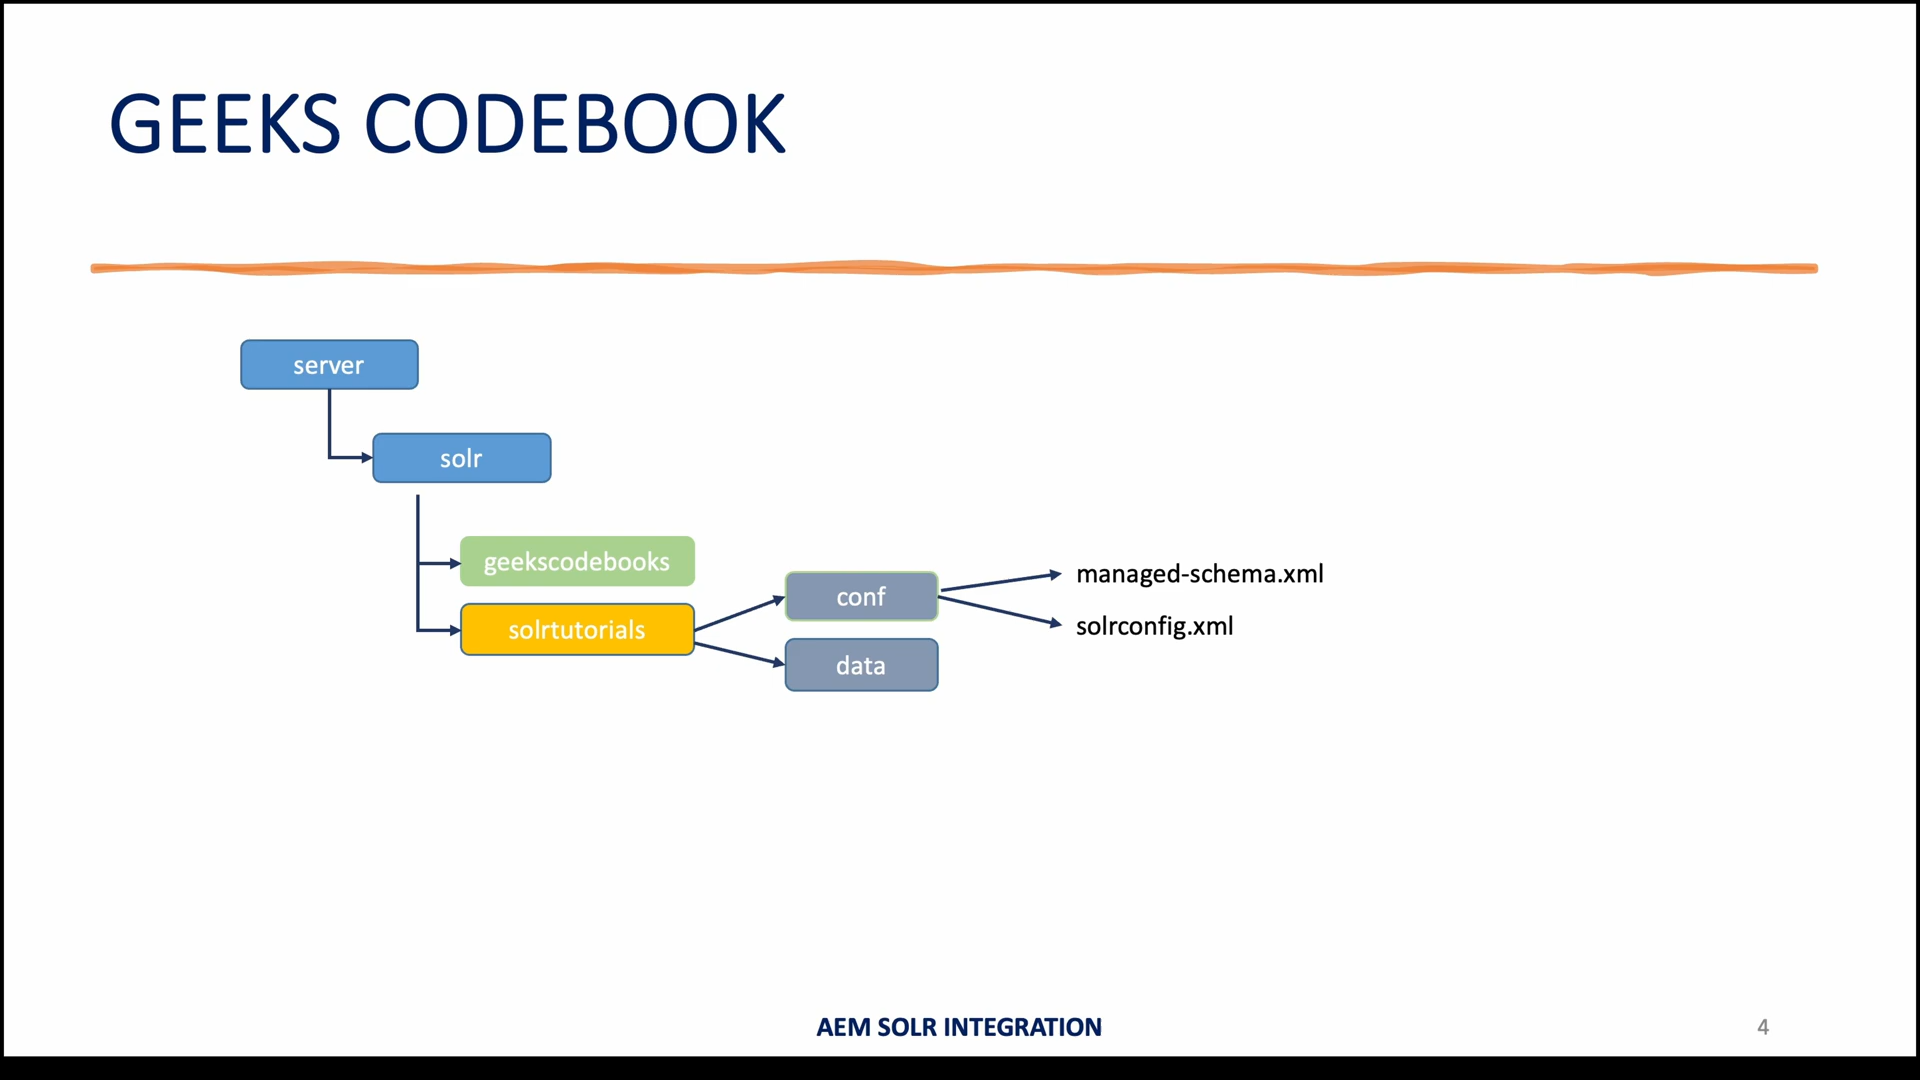 GEEKS CODEBOOK
server
solr
geekscodebooks
solrtutorials
conf
data
managed-schema.xml
solrconfig.xml
AEM SOLR INTEGRATION
4